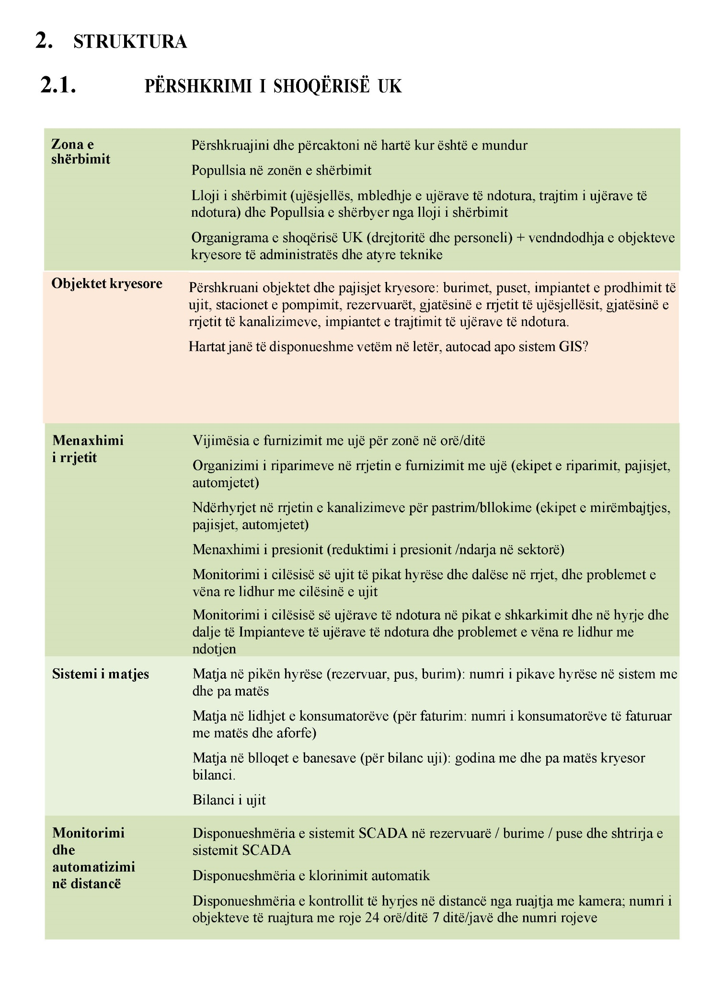 2. STRUKTURA
2.1. PËRSHKRIMI I SHOQËRISË UK
Zona e
shërbimit
Përshkruajini dhe përcaktoni në hartë kur është e mundur
Popullsia në zonën e shërbimit
Lloji i shërbimit (ujësjellës, mbledhje e ujërave të ndotura, trajtim i ujërave të
ndotura) dhe Popullsia e shërbyer nga lloji i shërbimit
Organigrama e shoqërisë UK (drejtoritë dhe personeli) + vendndodhja e objekteve
kryesore të administratës dhe atyre teknike
Objektet kryesore
Përshkruani objektet dhe pajisjet kryesore: burimet, puset, impiantet e prodhimit të
ujit, stacionet e pompimit, rezervuarët, gjatësinë e rrjetit të ujësjellësit, gjatësinë e
rrjetit të kanalizimeve, impiantet e trajtimit të ujërave të ndotura.
Hartat janë të disponueshme vetëm në letër, autocad apo sistem GIS?
Menaxhimi
i rrjetit
Vijimësia e furnizimit me ujë për zonë në orë/ditë
Organizimi i riparimeve në rrjetin e furnizimit me ujë (ekipet e riparimit, pajisjet,
automjetet)
Ndërhyrjet në rrjetin e kanalizimeve për pastrim/bllokime (ekipet e mirëmbajtjes,
pajisjet, automjetet)
Menaxhimi i presionit (reduktimi i presionit /ndarja në sektorë)
Monitorimi i cilësisë së ujit të pikat hyrëse dhe dalëse në rrjet, dhe problemet e
vëna re lidhur me cilësinë e ujit
Monitorimi i cilësisë së ujërave të ndotura në pikat e shkarkimit dhe në hyrje dhe
dalje të Impianteve të ujërave të ndotura dhe problemet e vëna re lidhur me
ndotjen
Sistemi i matjes
Matja në pikën hyrëse (rezervuar, pus, burim): numri i pikave hyrëse në sistem me
dhe pa matës
Matja në lidhjet e konsumatorëve (për faturim: numri i konsumatorëve të faturuar
me matës dhe aforfe)
Matja në blloqet e banesave (për bilanc uji): godina me dhe pa matës kryesor
bilanci.
Bilanci i ujit
Monitorimi
dhe
automatizimi
në distancë
Disponueshmëria e sistemit SCADA në rezervuarë / burime / puse dhe shtrirja e
sistemit SCADA
Disponueshmëria e klorinimit automatik
Disponueshmëria e kontrollit të hyrjes në distancë nga ruajtja me kamera; numri i
objekteve të ruajtura me roje 24 orë/ditë 7 ditë/javë dhe numri rojeve